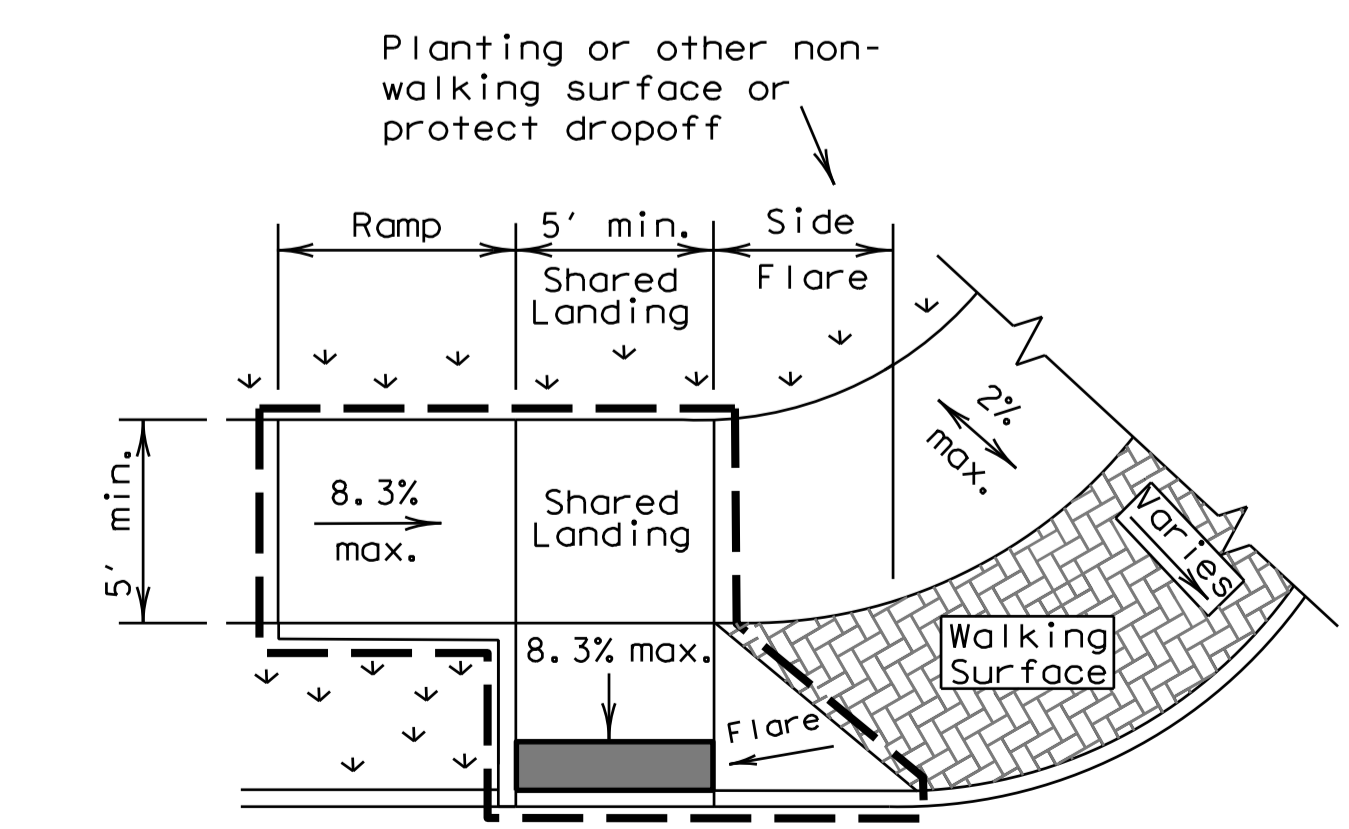 Planting or other non-
walking surface or
protect dropoff
Ramp
5' min.
Side
Shared
Landing
Flare
2%
max.
5' min.
8.3%
max.
Shared
Landing
Varies
Walking
Surface
8.3% max.
Flare